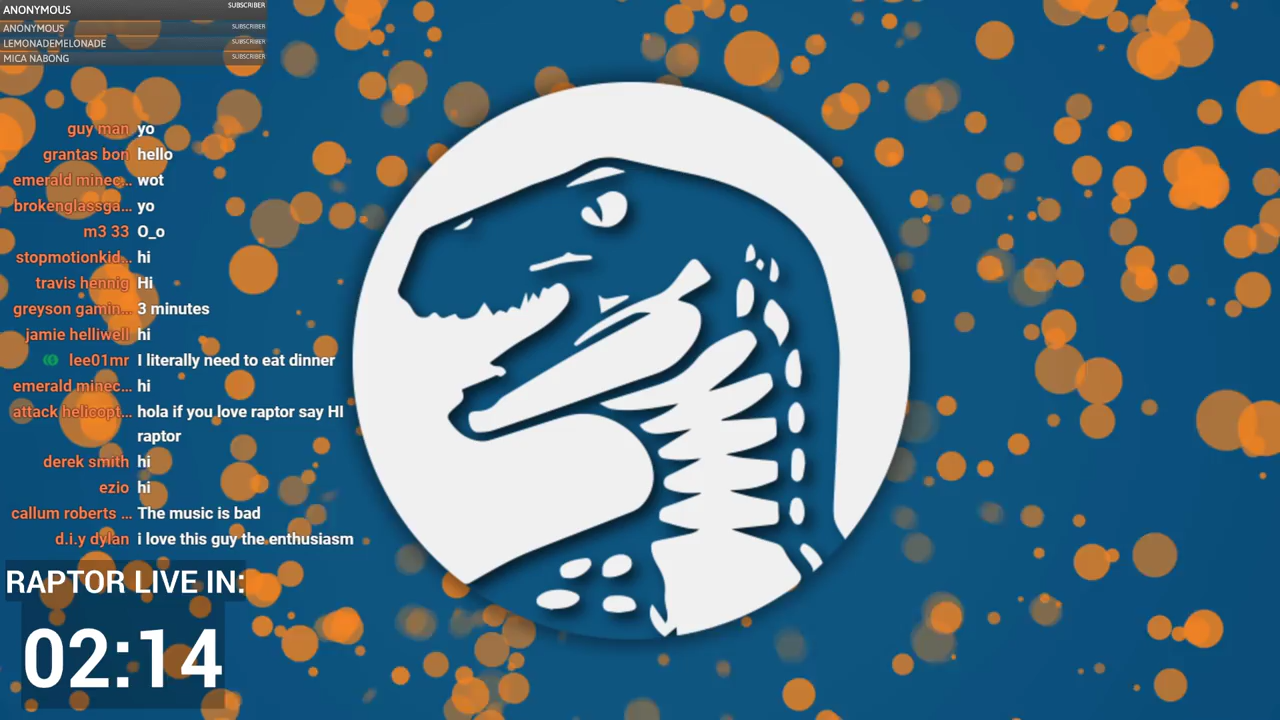 ANONYMOUS SUBSCRIBER
ANONYMOUS SUBSCRIBER
LEMONADEMELONADE SUBSCRIBER
MICA NABONG SUBSCRIBER
guy man yo
grantas bon hello
emerald minec... wot
brokenglassga... yo
m3 33 O_o
stopmotionkid... hi
travis hennig Hi
greyson gamin... 3 minutes
jamie helliwell hi
lee01mr I literally need to eat dinner
emerald minec... hi
attack helicopt... hola if you love raptor say HI
raptor
derek smith hi
ezio hi
callum roberts ... The music is bad
d.i.y dylan i love this guy the enthusiasm
RAPTOR LIVE IN:
02:14